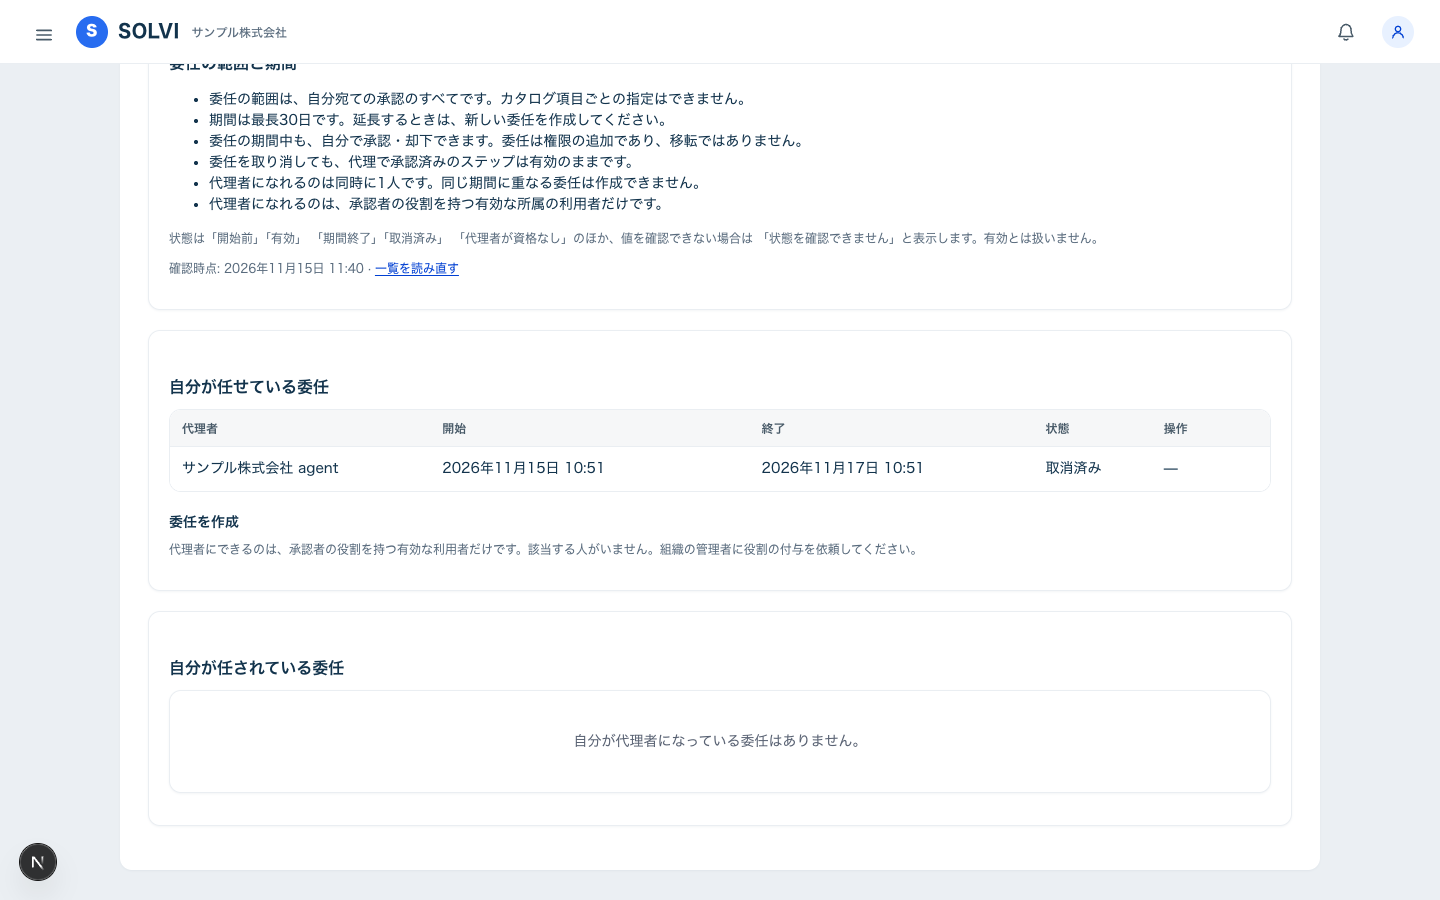 S SOLVI サンプル株式会社
委任の範囲と期間
委任の範囲は、自分宛ての承認のすべてです。カタログ項目ごとの指定はできません。
期間は最長30日です。延長するときは、新しい委任を作成してください。
委任の期間中も、自分で承認・却下できます。委任は権限の追加であり、移転ではありません。
委任を取り消しても、代理で承認済みのステップは有効のままです。
代理者になれるのは同時に1人です。同じ期間に重なる委任は作成できません。
代理者になれるのは、承認者の役割を持つ有効な所属の利用者だけです。
状態は「開始前」「有効」 「期間終了」「取消済み」 「代理者が資格なし」のほか、値を確認できない場合は 「状態を確認できません」と表示します。有効とは扱いません。
確認時点: 2026年11月15日 11:40 · 一覧を読み直す
自分が任せている委任
代理者 開始 終了 状態 操作
サンプル株式会社 agent 2026年11月15日 10:51 2026年11月17日 10:51 取消済み —
委任を作成
代理者にできるのは、承認者の役割を持つ有効な利用者だけです。該当する人がいません。組織の管理者に役割の付与を依頼してください。
自分が任されている委任
自分が代理者になっている委任はありません。
N